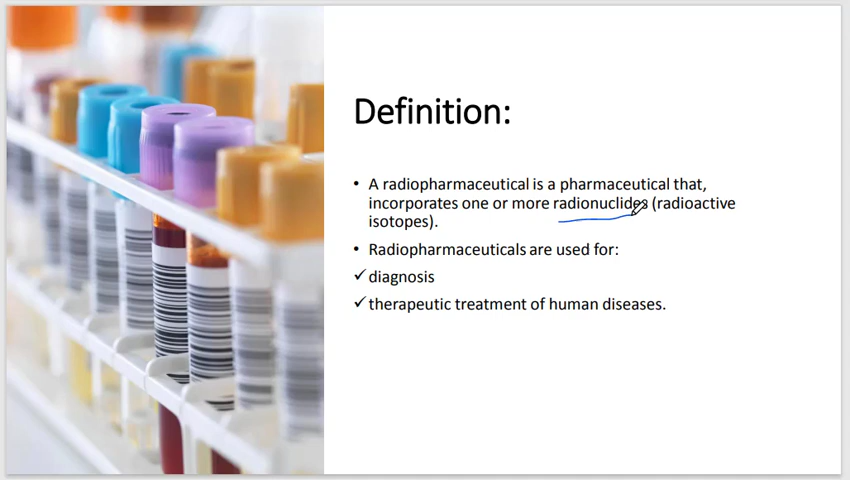 Definition:
• A radiopharmaceutical is a pharmaceutical that,
incorporates one or more radionuclides (radioactive
isotopes).
• Radiopharmaceuticals are used for:
✓ diagnosis
✓ therapeutic treatment of human diseases.